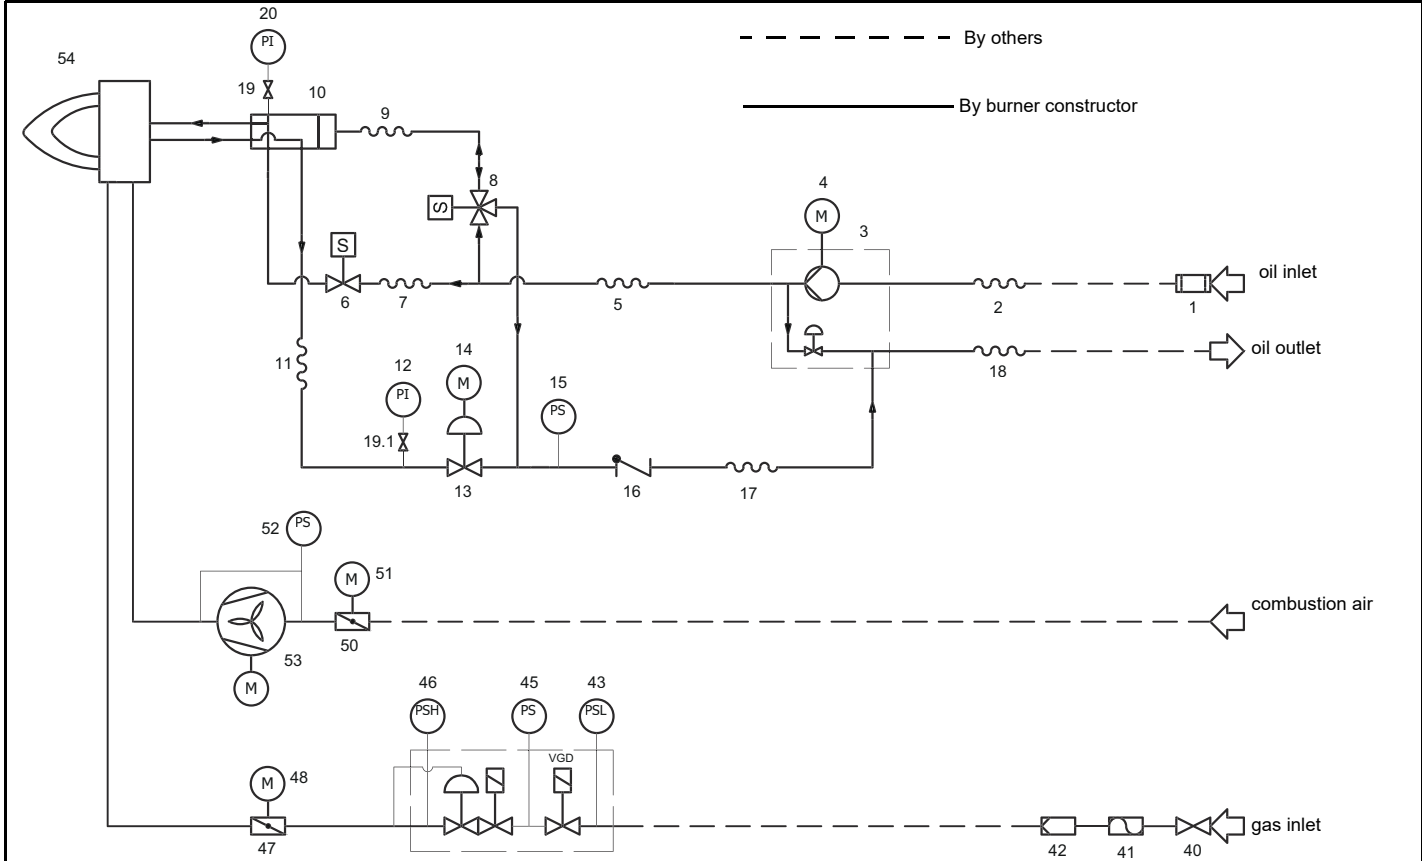 20
PI
By others
54
19
10
By burner constructor
9
8
S
4
M
3
S
oil inlet
6
7
5
2
1
oil outlet
11
14
12
15
18
M
PI
PS
19.1
13
16
17
52
PS
M
51
combustion air
50
53
M
46
45
43
PSH
PS
PSL
VGD
M
48
gas inlet
47
42
41
40